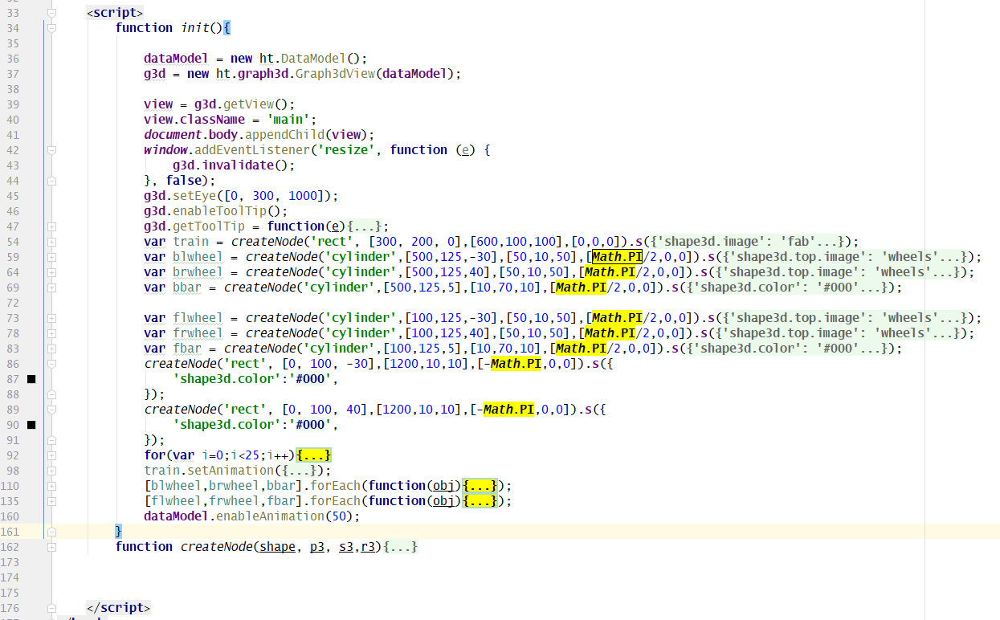 33 <script>
34 function init(){
35
36 dataModel = new ht.DataModel();
37 g3d = new ht.graph3d.Graph3dView(dataModel);
38
39 view = g3d.getView();
40 view.className = 'main';
41 document.body.appendChild(view);
42 window.addEventListener('resize', function (e) {
43 g3d.invalidate();
44 }, false);
45 g3d.setEye([0, 300, 1000]);
46 g3d.enableToolTip();
47 g3d.getToolTip = function(e){...};
54 var train = createNode('rect', [300, 200, 0],[600,100,100],[0,0,0]).s({'shape3d.image': 'fab'...});
59 var blwheel = createNode('cylinder',[500,125,-30],[50,10,50],[Math.PI/2,0,0]).s({'shape3d.top.image': 'wheels'...});
64 var brwheel = createNode('cylinder',[500,125,40],[50,10,50],[Math.PI/2,0,0]).s({'shape3d.top.image': 'wheels'...});
69 var bbar = createNode('cylinder',[500,125,5],[10,70,10],[Math.PI/2,0,0]).s({'shape3d.color': '#000'...});
72
73 var flwheel = createNode('cylinder',[100,125,-30],[50,10,50],[Math.PI/2,0,0]).s({'shape3d.top.image': 'wheels'...});
78 var frwheel = createNode('cylinder',[100,125,40],[50,10,50],[Math.PI/2,0,0]).s({'shape3d.top.image': 'wheels'...});
83 var fbar = createNode('cylinder',[100,125,5],[10,70,10],[Math.PI/2,0,0]).s({'shape3d.color': '#000'...});
86 createNode('rect', [0, 100, -30],[1200,10,10],[-Math.PI,0,0]).s({
87 'shape3d.color':'#000',
88 });
89 createNode('rect', [0, 100, 40],[1200,10,10],[-Math.PI,0,0]).s({
90 'shape3d.color':'#000',
91 });
92 for(var i=0;i<25;i++){...}
98 train.setAnimation({...});
110 [blwheel,brwheel,bbar].forEach(function(obj){...});
135 [flwheel,frwheel,fbar].forEach(function(obj){...});
160 dataModel.enableAnimation(50);
161 }
162 function createNode(shape, p3, s3,r3){...}
173
174
175
176 </script>